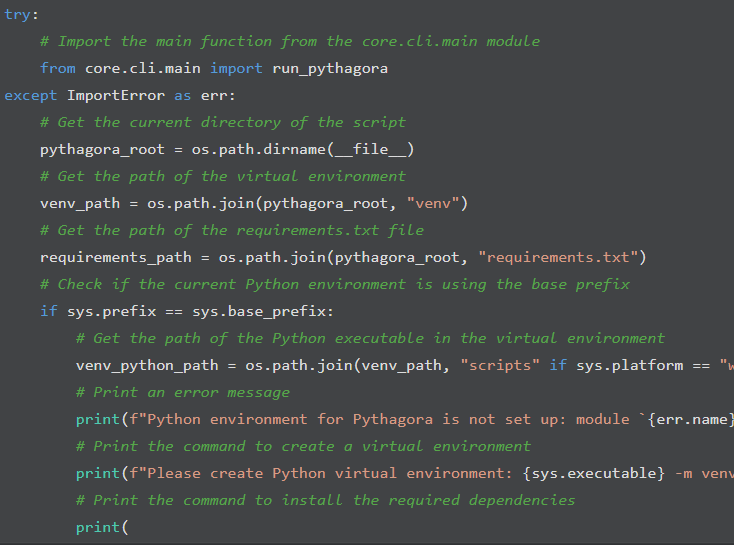 try:
    # Import the main function from the core.cli.main module
    from core.cli.main import run_pythagora
except ImportError as err:
    # Get the current directory of the script
    pythagora_root = os.path.dirname(__file__)
    # Get the path of the virtual environment
    venv_path = os.path.join(pythagora_root, "venv")
    # Get the path of the requirements.txt file
    requirements_path = os.path.join(pythagora_root, "requirements.txt")
    # Check if the current Python environment is using the base prefix
    if sys.prefix == sys.base_prefix:
        # Get the path of the Python executable in the virtual environment
        venv_python_path = os.path.join(venv_path, "scripts" if sys.platform == "w
        # Print an error message
        print(f"Python environment for Pythagora is not set up: module `{err.name}
        # Print the command to create a virtual environment
        print(f"Please create Python virtual environment: {sys.executable} -m venv
        # Print the command to install the required dependencies
        print(